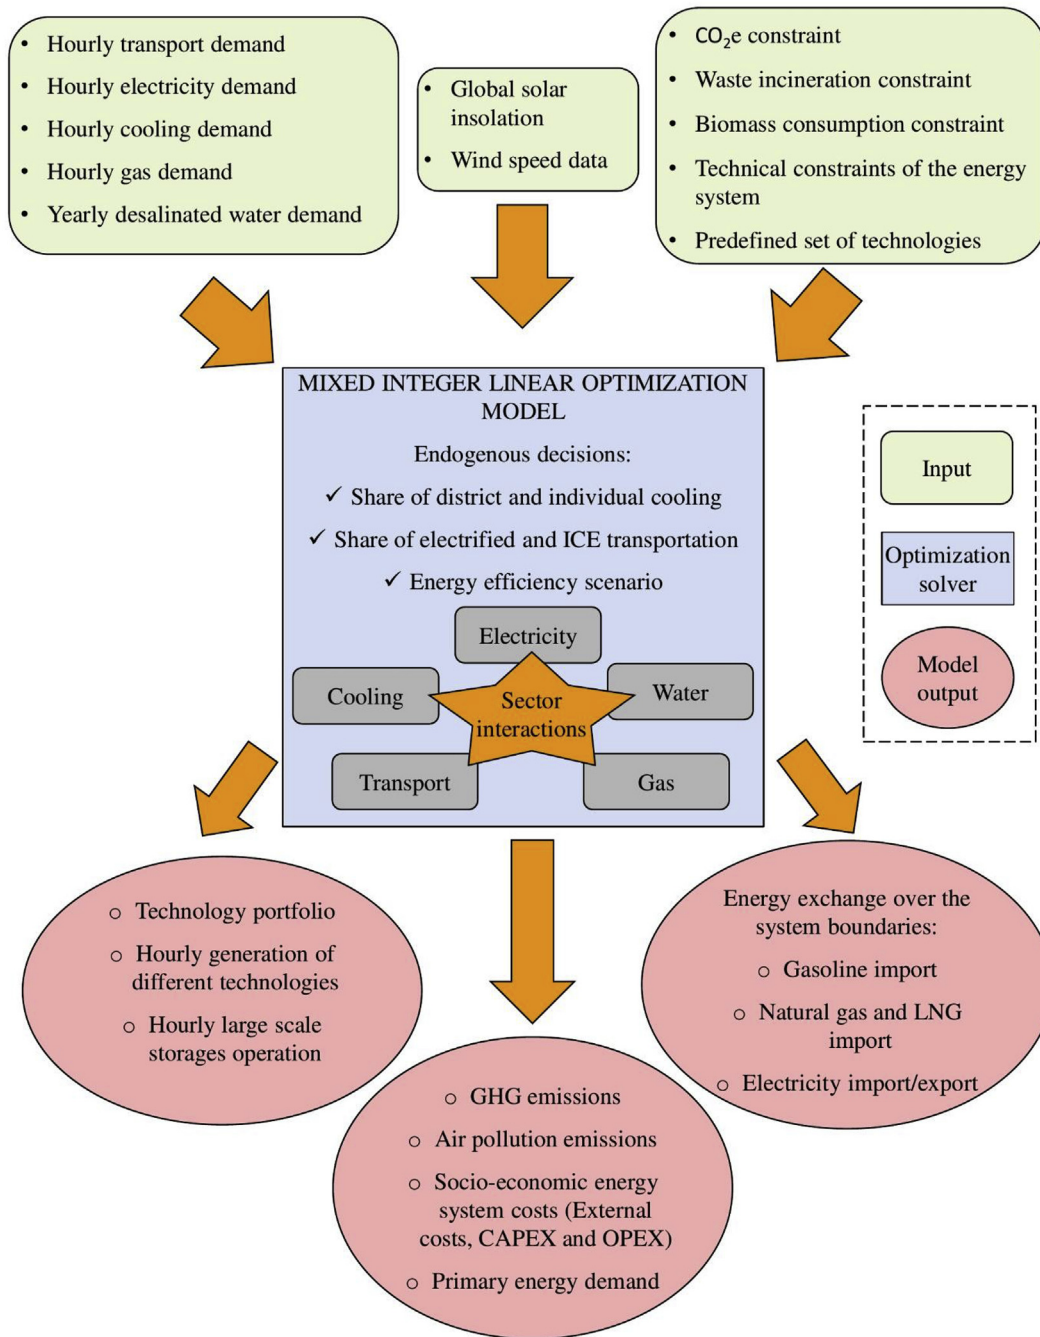 • Hourly transport demand
• Hourly electricity demand
• Hourly cooling demand
• Hourly gas demand
• Yearly desalinated water demand
• Global solar
insolation
• Wind speed data
• CO₂e constraint
• Waste incineration constraint
• Biomass consumption constraint
• Technical constraints of the energy
system
• Predefined set of technologies
MIXED INTEGER LINEAR OPTIMIZATION
MODEL
Endogenous decisions:
✓ Share of district and individual cooling
✓ Share of electrified and ICE transportation
✓ Energy efficiency scenario
Electricity
Cooling
Water
Sector
interactions
Transport
Gas
Input
Optimization
solver
Model
output
o Technology portfolio
o Hourly generation of
different technologies
o Hourly large scale
storages operation
o GHG emissions
o Air pollution emissions
o Socio-economic energy
system costs (External
costs, CAPEX and OPEX)
o Primary energy demand
Energy exchange over the
system boundaries:
o Gasoline import
o Natural gas and LNG
import
o Electricity import/export